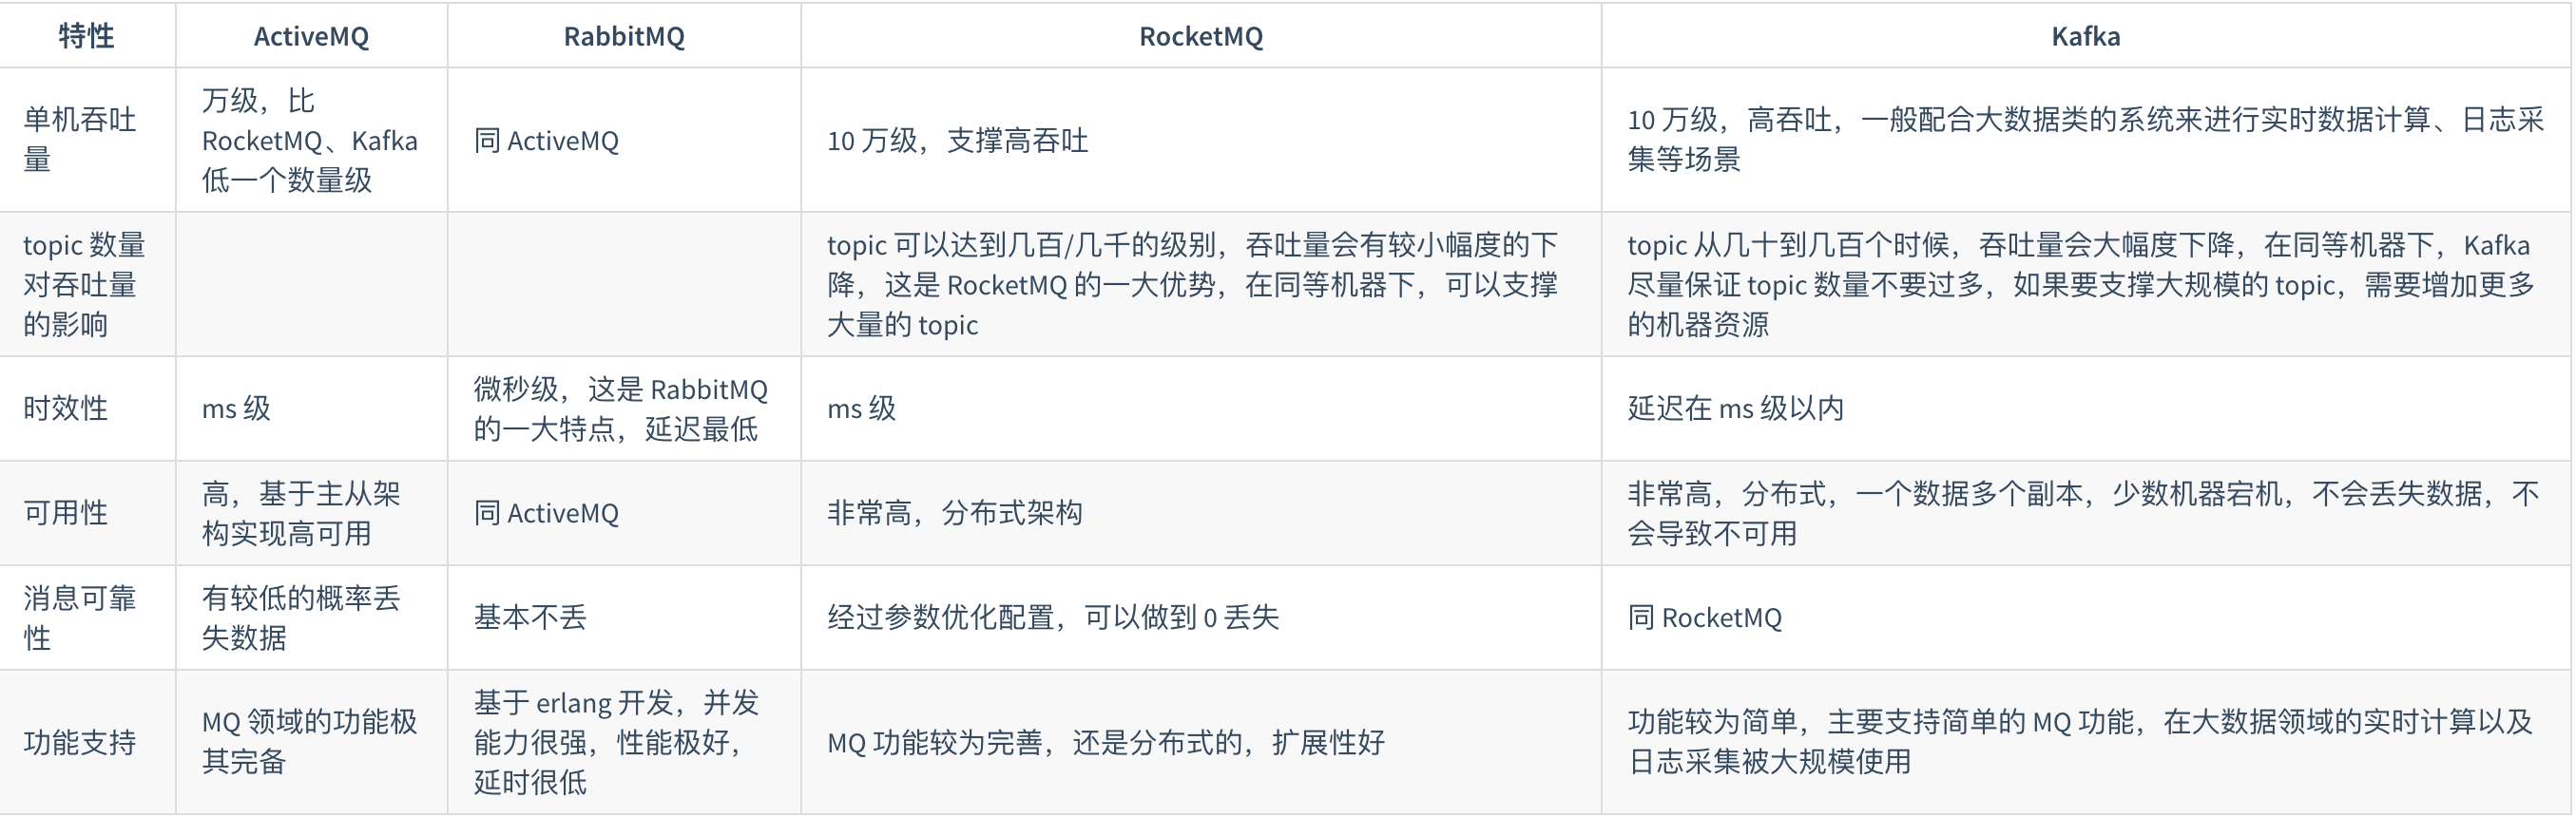 特性
ActiveMQ
RabbitMQ
RocketMQ
Kafka
单机吞吐
量
万级，比
RocketMQ、Kafka
低一个数量级
同 ActiveMQ
10 万级，支撑高吞吐
10 万级，高吞吐，一般配合大数据类的系统来进行实时数据计算、日志采
集等场景
topic 数量
对吞吐量
的影响
topic 可以达到几百/几千的级别，吞吐量会有较小幅度的下
降，这是 RocketMQ 的一大优势，在同等机器下，可以支撑
大量的 topic
topic 从几十到几百个时候，吞吐量会大幅度下降，在同等机器下，Kafka
尽量保证 topic 数量不要过多，如果要支撑大规模的 topic，需要增加更多
的机器资源
时效性
ms 级
微秒级，这是 RabbitMQ
的一大特点，延迟最低
ms 级
延迟在 ms 级以内
可用性
高，基于主从架
构实现高可用
同 ActiveMQ
非常高，分布式架构
非常高，分布式，一个数据多个副本，少数机器宕机，不会丢失数据，不
会导致不可用
消息可靠
性
有较低的概率丢
失数据
基本不丢
经过参数优化配置，可以做到 0 丢失
同 RocketMQ
功能支持
MQ 领域的功能极
其完备
基于 erlang 开发，并发
能力很强，性能极好，
延时很低
MQ 功能较为完善，还是分布式的，扩展性好
功能较为简单，主要支持简单的 MQ 功能，在大数据领域的实时计算以及
日志采集被大规模使用